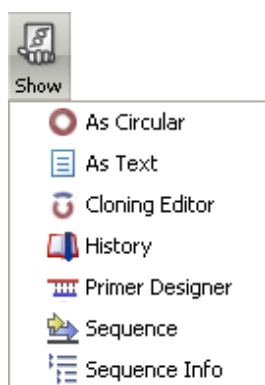 Show
As Circular
As Text
Cloning Editor
History
Primer Designer
Sequence
Sequence Info